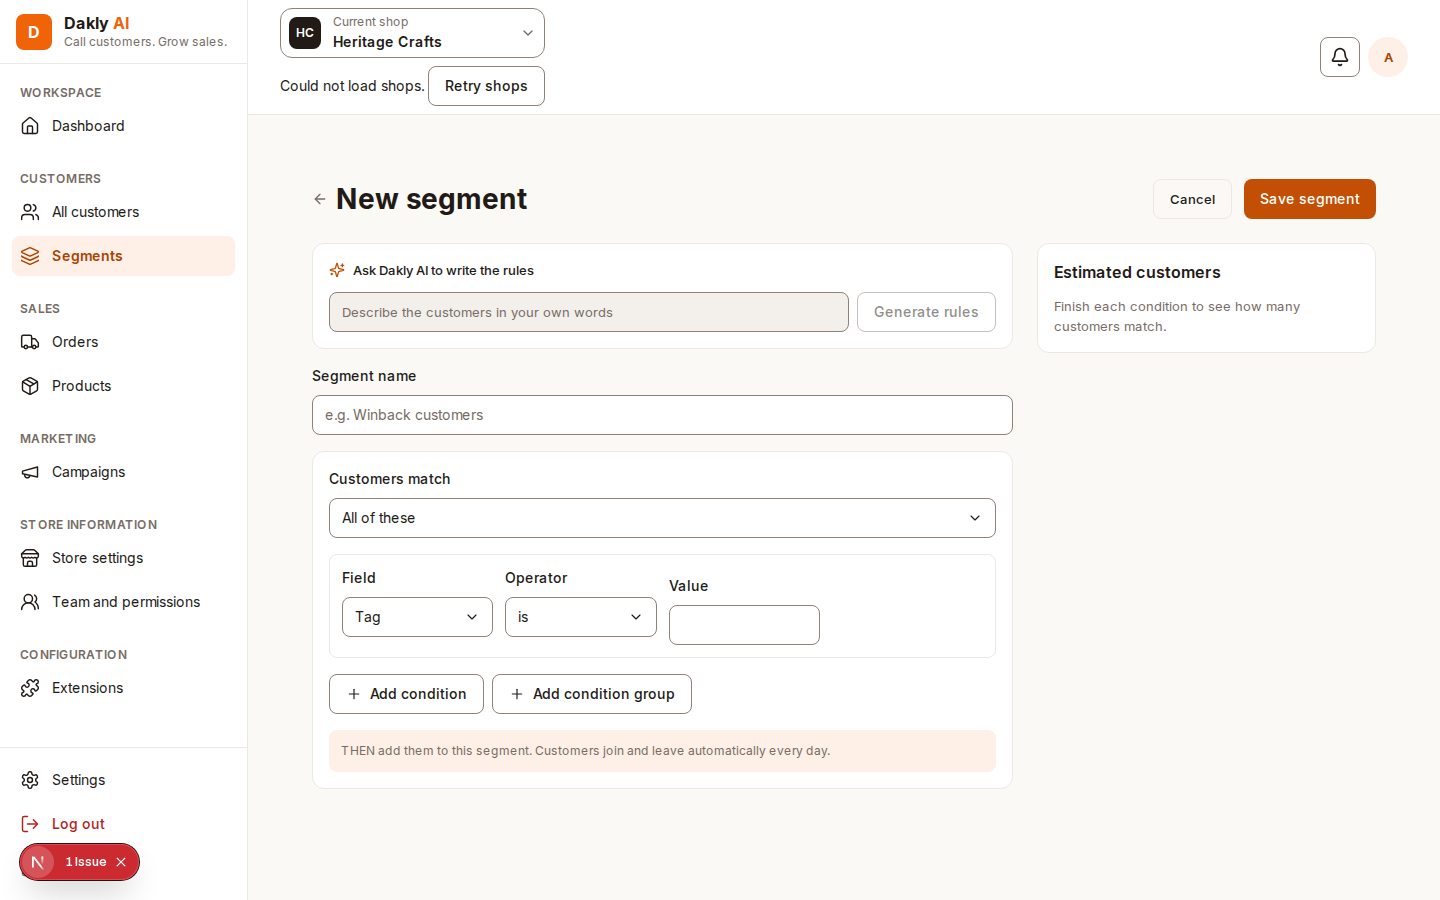 D
Dakly AI
Call customers. Grow sales.
WORKSPACE
Dashboard
CUSTOMERS
All customers
Segments
SALES
Orders
Products
MARKETING
Campaigns
STORE INFORMATION
Store settings
Team and permissions
CONFIGURATION
Extensions
Settings
Log out
1 Issue
HC
Current shop
Heritage Crafts
Could not load shops.
Retry shops
A
New segment
Cancel
Save segment
Ask Dakly AI to write the rules
Describe the customers in your own words
Generate rules
Segment name
e.g. Winback customers
Customers match
All of these
Field
Operator
Value
Tag
is
Add condition
Add condition group
THEN add them to this segment. Customers join and leave automatically every day.
Estimated customers
Finish each condition to see how many
customers match.